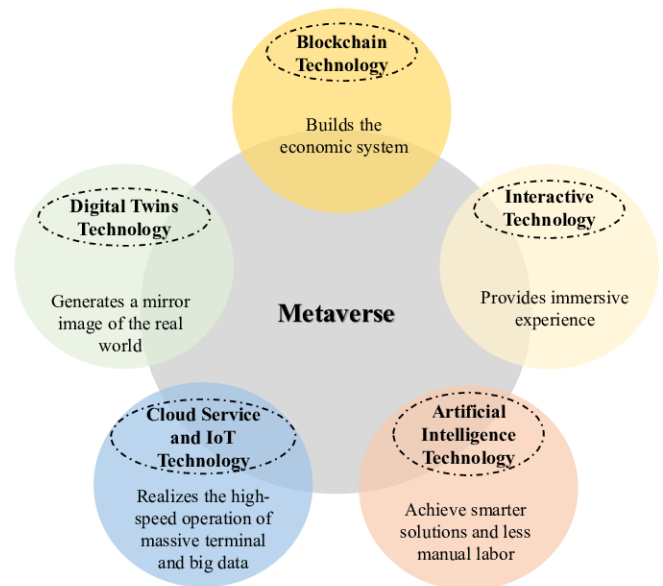 Blockchain
Technology
Builds the
economic system
Digital Twins
Technology
Generates a mirror
image of the real
world
Interactive
Technology
Provides immersive
experience
Metaverse
Cloud Service
and IoT
Technology
Realizes the high-
speed operation of
massive terminal
and big data
Artificial
Intelligence
Technology
Achieve smarter
solutions and less
manual labor